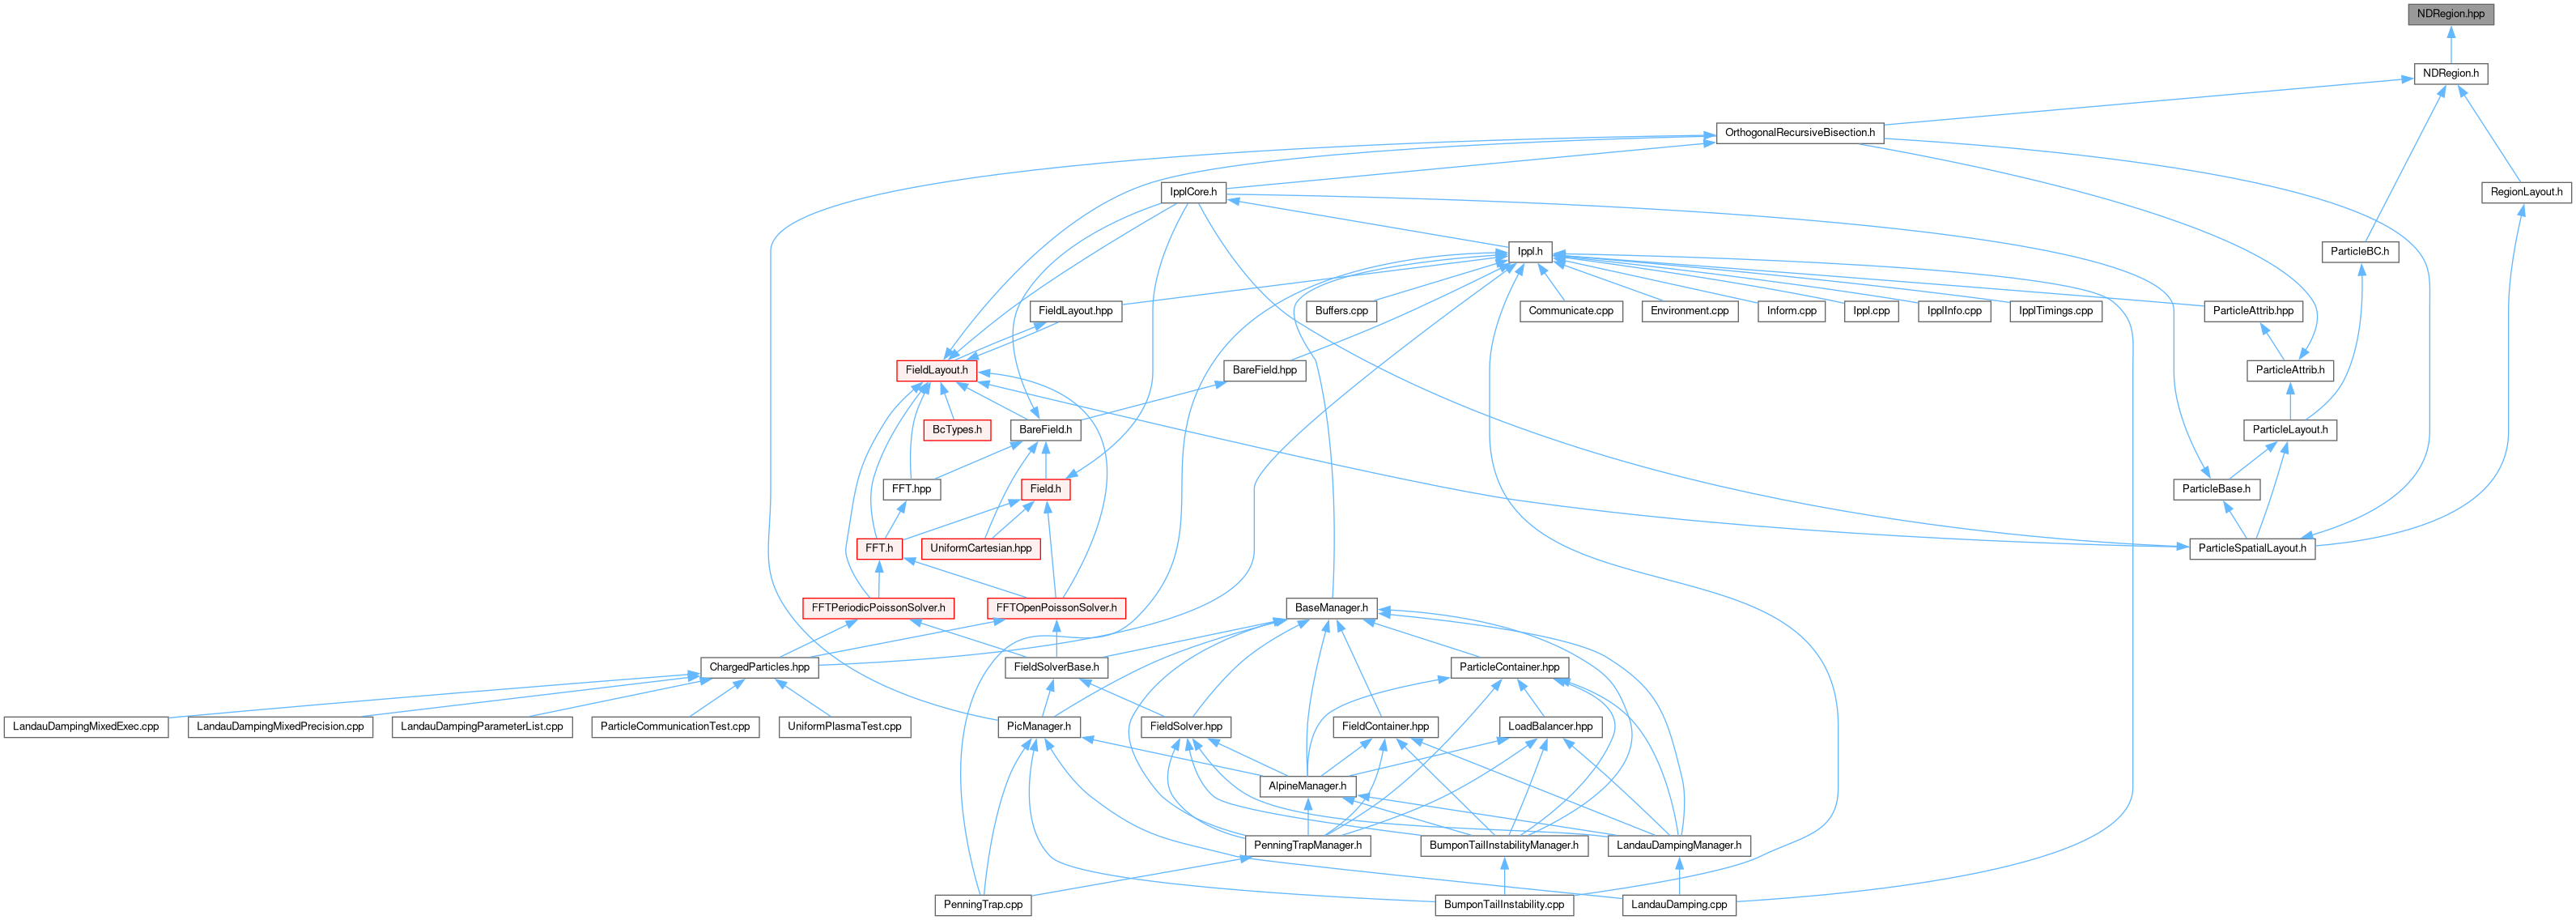 NDRegion.hpp
NDRegion.h
OrthogonalRecursiveBisection.h
IpplCore.h
RegionLayout.h
Ippl.h
ParticleBC.h
FieldLayout.hpp
Buffers.cpp
Communicate.cpp
Environment.cpp
Inform.cpp
Ippl.cpp
IpplInfo.cpp
IpplTimings.cpp
ParticleAttrib.hpp
FieldLayout.h
BareField.hpp
ParticleAttrib.h
BcTypes.h
BareField.h
ParticleLayout.h
FFT.hpp
Field.h
ParticleBase.h
FFT.h
UniformCartesian.hpp
ParticleSpatialLayout.h
FFTPeriodicPoissonSolver.h
FFTOpenPoissonSolver.h
BaseManager.h
ChargedParticles.hpp
FieldSolverBase.h
ParticleContainer.hpp
LandauDampingMixedExec.cpp
LandauDampingMixedPrecision.cpp
LandauDampingParameterList.cpp
ParticleCommunicationTest.cpp
UniformPlasmaTest.cpp
PicManager.h
FieldSolver.hpp
FieldContainer.hpp
LoadBalancer.hpp
AlpineManager.h
PenningTrapManager.h
BumponTailInstabilityManager.h
LandauDampingManager.h
PenningTrap.cpp
BumponTailInstability.cpp
LandauDamping.cpp